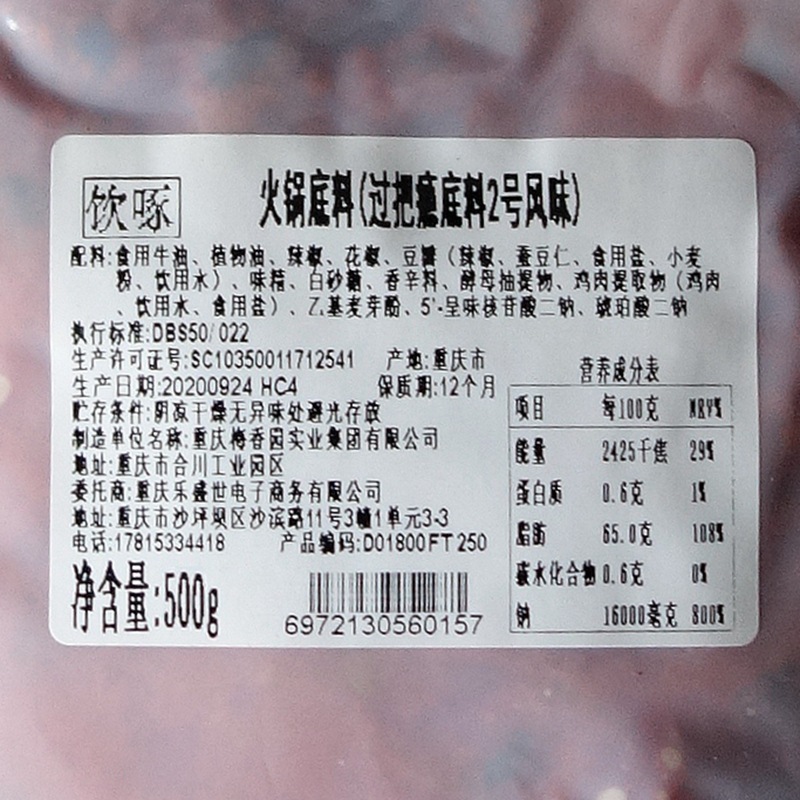 饮啄
火锅底料(过把瘾底料2号风味)
配料:食用牛油、植物油、辣椒、花椒、豆瓣(辣椒、蚕豆仁、食用盐、小麦
粉、饮用水)、味精、白砂糖、香辛料、酵母抽提物、鸡肉提取物(鸡肉
、饮用水、食用盐)、乙基麦芽酚、5'-呈味核苷酸二钠、琥珀酸二钠
执行标准:DBS50/022
生产许可证号:SC10350011712541 产地:重庆市
生产日期:20200924 HC4 保质期:12个月
贮存条件:阴凉干燥无异味处避光存放
制造单位名称:重庆梅香园实业集团有限公司
地址:重庆市合川工业园区
委托商:重庆乐盛世电子商务有限公司
地址:重庆市沙坪坝区沙滨路11号3幢1单元3-3
电话:17815334418 产品编码:D01800FT250
净含量:500g
6972130560157
营养成分表
项目 每100克 NRV%
能量 2425千焦 29%
蛋白质 0.6克 1%
脂肪 65.0克 108%
碳水化合物 0.6克 0%
钠 16000毫克 800%